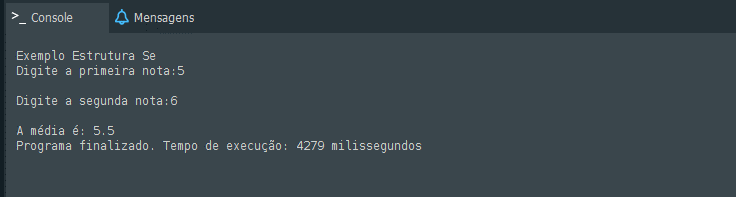 >_ Console Mensagens
Exemplo Estrutura Se
Digite a primeira nota:5
Digite a segunda nota:6
A média é: 5.5
Programa finalizado. Tempo de execução: 4279 milissegundos